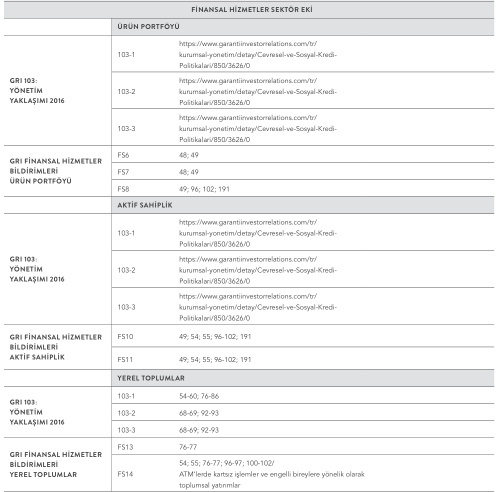 FİNANSAL HİZMETLER SEKTÖR EKİ
ÜRÜN PORTFÖYÜ
GRI 103:
YÖNETİM
YAKLAŞIMI 2016
103-1
https://www.garantiinvestorrelations.com/tr/
kurumsal-yonetim/detay/Cevresel-ve-Sosyal-Kredi-
Politikalari/850/3626/0
103-2
https://www.garantiinvestorrelations.com/tr/
kurumsal-yonetim/detay/Cevresel-ve-Sosyal-Kredi-
Politikalari/850/3626/0
103-3
https://www.garantiinvestorrelations.com/tr/
kurumsal-yonetim/detay/Cevresel-ve-Sosyal-Kredi-
Politikalari/850/3626/0
GRI FİNANSAL HİZMETLER
BİLDİRİMLERİ
ÜRÜN PORTFÖYÜ
FS6 48; 49
FS7 48; 49
FS8 49; 96; 102; 191
AKTİF SAHİPLİK
GRI 103:
YÖNETİM
YAKLAŞIMI 2016
103-1
https://www.garantiinvestorrelations.com/tr/
kurumsal-yonetim/detay/Cevresel-ve-Sosyal-Kredi-
Politikalari/850/3626/0
103-2
https://www.garantiinvestorrelations.com/tr/
kurumsal-yonetim/detay/Cevresel-ve-Sosyal-Kredi-
Politikalari/850/3626/0
103-3
https://www.garantiinvestorrelations.com/tr/
kurumsal-yonetim/detay/Cevresel-ve-Sosyal-Kredi-
Politikalari/850/3626/0
GRI FİNANSAL HİZMETLER
BİLDİRİMLERİ
AKTİF SAHİPLİK
FS10 49; 54; 55; 96-102; 191
FS11 49; 54; 55; 96-102; 191
YEREL TOPLUMLAR
GRI 103:
YÖNETİM
YAKLAŞIMI 2016
103-1 54-60; 76-86
103-2 68-69; 92-93
103-3 68-69; 92-93
GRI FİNANSAL HİZMETLER
BİLDİRİMLERİ
YEREL TOPLUMLAR
FS13 76-77
FS14
54; 55; 76-77; 96-97; 100-102/
ATM'lerde kartsız işlemler ve engelli bireylere yönelik olarak
toplumsal yatırımlar